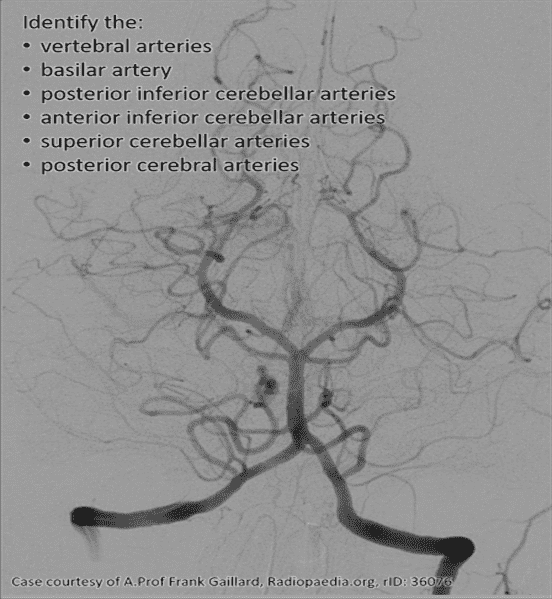 Identify the:
• vertebral arteries
• basilar artery
• posterior inferior cerebellar arteries
• anterior inferior cerebellar arteries
• superior cerebellar arteries
• posterior cerebral arteries
Case courtesy of A.Prof Frank Gaillard, Radiopaedia.org, rID: 36076